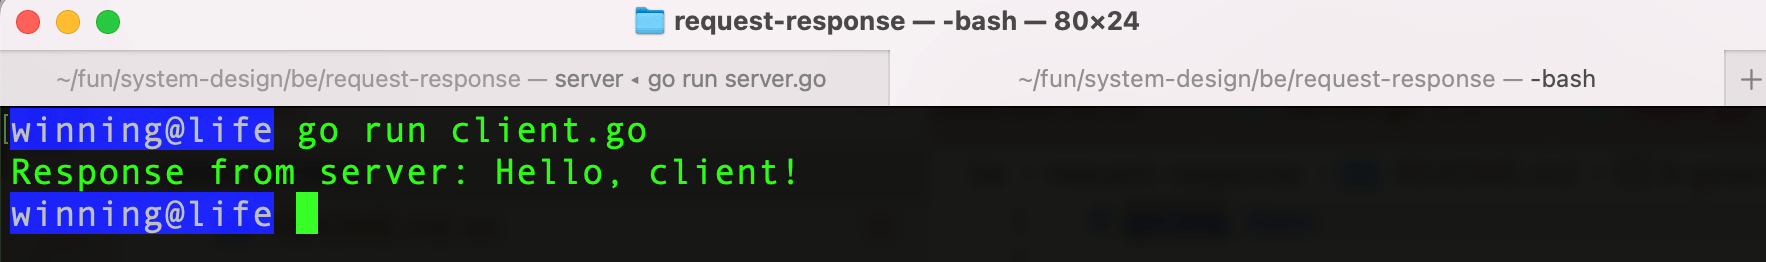 request-response — -bash — 80×24
~/fun/system-design/be/request-response — server ◂ go run server.go
~/fun/system-design/be/request-response — -bash
+
[winning@life go run client.go
Response from server: Hello, client!
winning@life